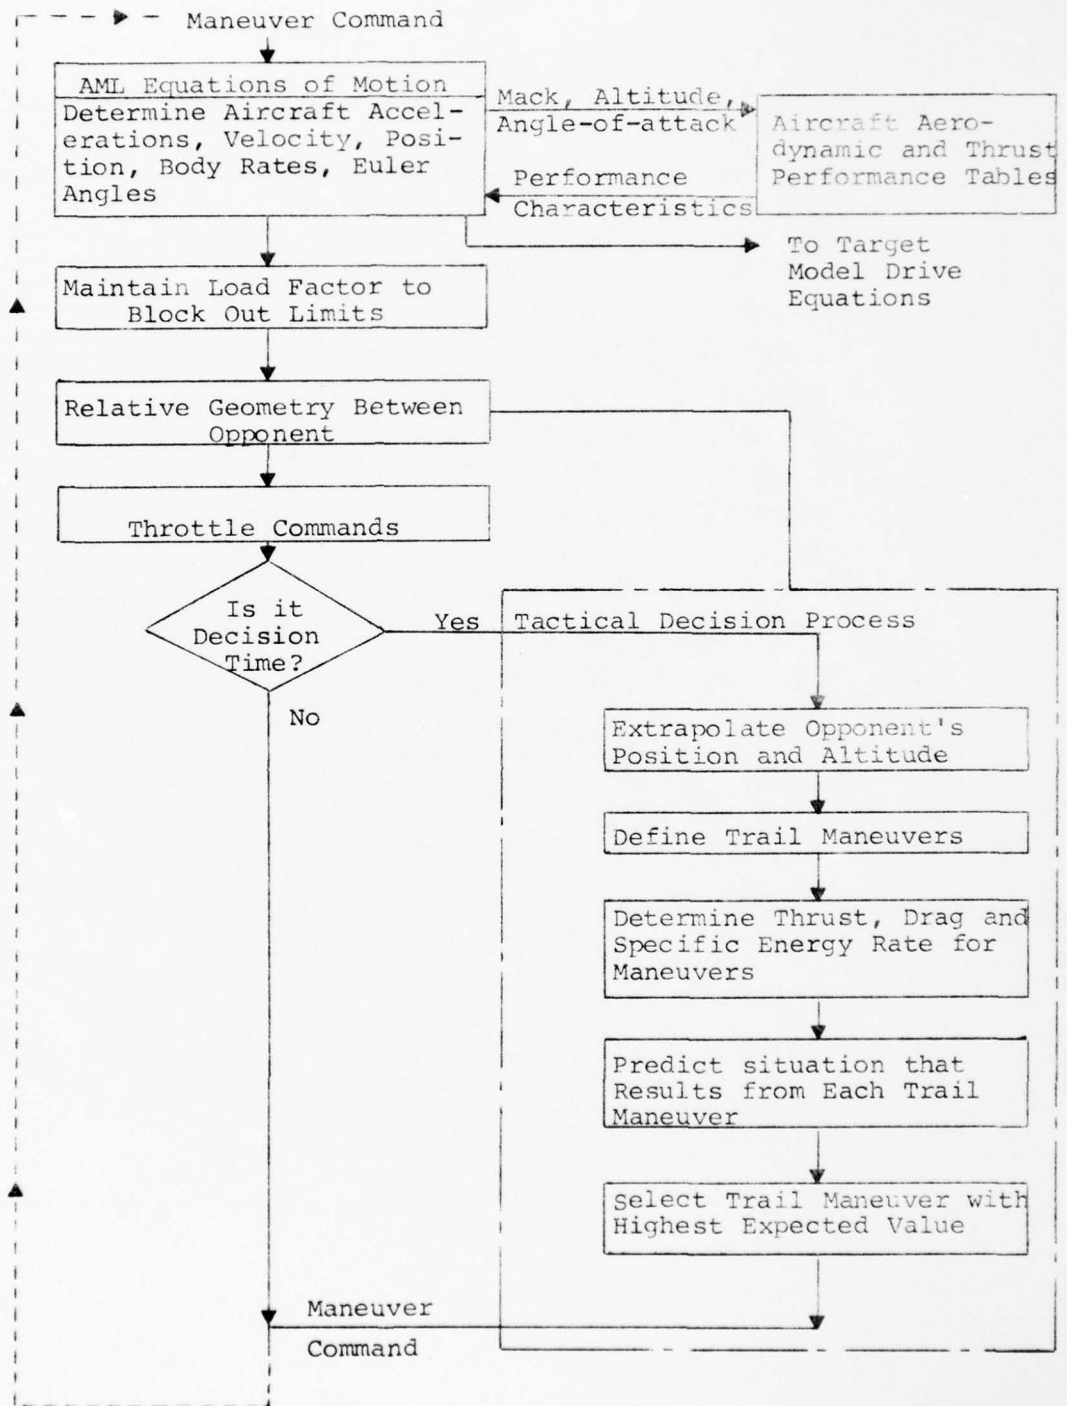 Maneuver Command
AML Equations of Motion
Determine Aircraft Accel-
erations, Velocity, Posi-
tion, Body Rates, Euler
Angles
Mack, Altitude,
Angle-of-attack
Performance
Characteristics
Aircraft Aero-
dynamic and Thrust
Performance Tables
To Target
Model Drive
Equations
Maintain Load Factor to
Block Out Limits
Relative Geometry Between
Opponent
Throttle Commands
Is it
Decision
Time?
Yes
No
Tactical Decision Process
Extrapolate Opponent's
Position and Altitude
Define Trail Maneuvers
Determine Thrust, Drag and
Specific Energy Rate for
Maneuvers
Predict situation that
Results from Each Trail
Maneuver
Select Trail Maneuver with
Highest Expected Value
Maneuver
Command